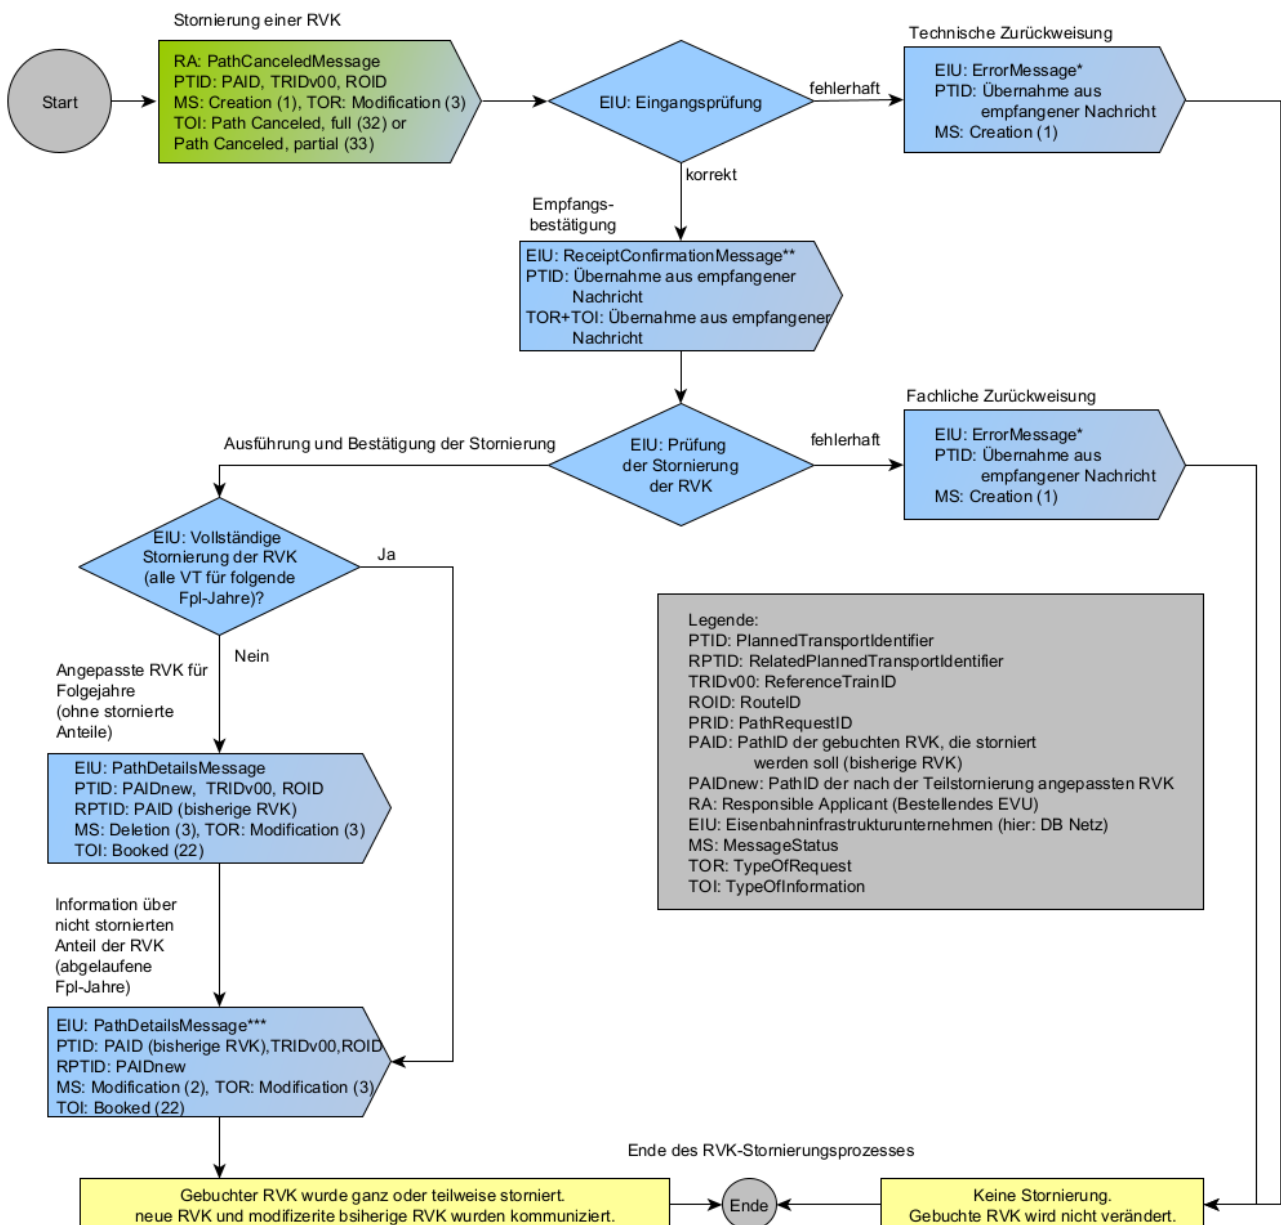 Stornierung einer RVK
Start
RA: PathCanceledMessage
PTID: PAID, TRIDv00, ROID
MS: Creation (1), TOR: Modification (3)
TOI: Path Canceled, full (32) or
Path Canceled, partial (33)
EIU: Eingangsprüfung
fehlerhaft
Technische Zurückweisung
EIU: ErrorMessage*
PTID: Übernahme aus
empfangener Nachricht
MS: Creation (1)
korrekt
Empfangs-
bestätigung
EIU: ReceiptConfirmationMessage**
PTID: Übernahme aus empfangener
Nachricht
TOR+TOI: Übernahme aus empfangener
Nachricht
EIU: Prüfung
der Stornierung
der RVK
fehlerhaft
Fachliche Zurückweisung
EIU: ErrorMessage*
PTID: Übernahme aus
empfangener Nachricht
MS: Creation (1)
Ausführung und Bestätigung der Stornierung
EIU: Vollständige
Stornierung der RVK
(alle VT für folgende
Fpl-Jahre)?
Ja
Nein
Angepasste RVK für
Folgejahre
(ohne stornierte
Anteile)
EIU: PathDetailsMessage
PTID: PAIDnew, TRIDv00, ROID
RPTID: PAID (bisherige RVK)
MS: Deletion (3), TOR: Modification (3)
TOI: Booked (22)
Information über
nicht stornierten
Anteil der RVK
(abgelaufene
Fpl-Jahre)
EIU: PathDetailsMessage***
PTID: PAID (bisherige RVK),TRIDv00,ROID
RPTID: PAIDnew
MS: Modification (2), TOR: Modification (3)
TOI: Booked (22)
Legende:
PTID: PlannedTransportIdentifier
RPTID: RelatedPlannedTransportIdentifier
TRIDv00: ReferenceTrainID
ROID: RouteID
PRID: PathRequestID
PAID: PathID der gebuchten RVK, die storniert
werden soll (bisherige RVK)
PAIDnew: PathID der nach der Teilstornierung angepassten RVK
RA: Responsible Applicant (Bestellendes EVU)
EIU: Eisenbahninfrastrukturunternehmen (hier: DB Netz)
MS: MessageStatus
TOR: TypeOfRequest
TOI: TypeOfInformation
Ende des RVK-Stornierungsprozesses
Gebuchter RVK wurde ganz oder teilweise storniert.
neue RVK und modifizerite bsiherige RVK wurden kommuniziert.
Ende
Keine Stornierung.
Gebuchte RVK wird nicht verändert.